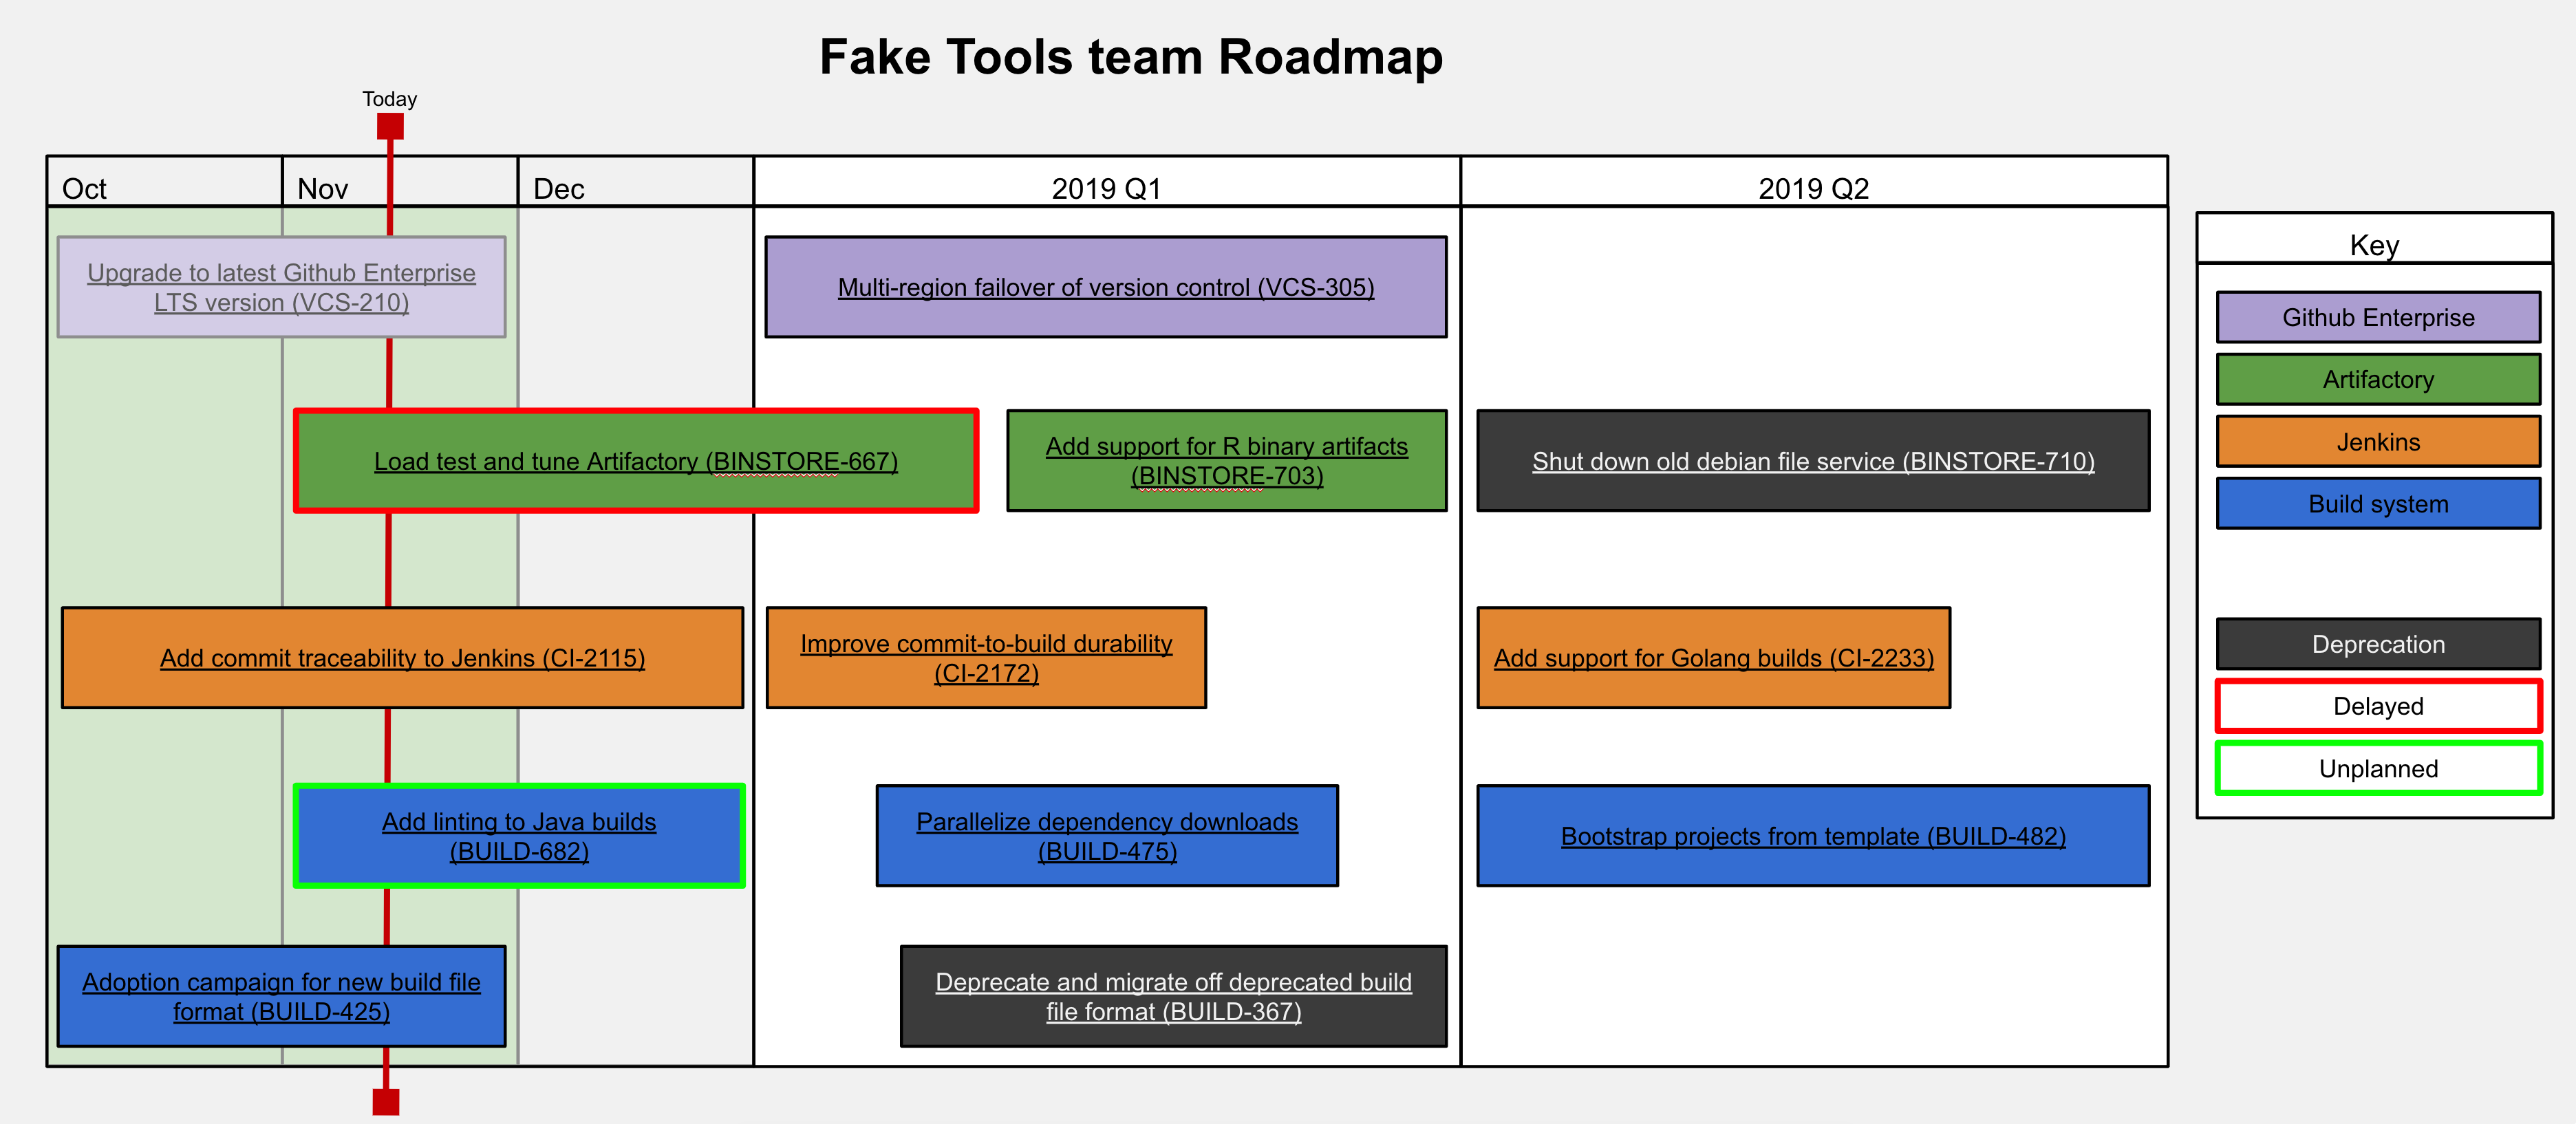 Fake Tools team Roadmap
Today
Oct
Nov
Dec
2019 Q1
2019 Q2
Upgrade to latest Github Enterprise
LTS version (VCS-210)
Multi-region failover of version control (VCS-305)
Load test and tune Artifactory (BINSTORE-667)
Add support for R binary artifacts
(BINSTORE-703)
Shut down old debian file service (BINSTORE-710)
Add commit traceability to Jenkins (CI-2115)
Improve commit-to-build durability
(CI-2172)
Add support for Golang builds (CI-2233)
Add linting to Java builds
(BUILD-682)
Parallelize dependency downloads
(BUILD-475)
Bootstrap projects from template (BUILD-482)
Adoption campaign for new build file
format (BUILD-425)
Deprecate and migrate off deprecated build
file format (BUILD-367)
Key
Github Enterprise
Artifactory
Jenkins
Build system
Deprecation
Delayed
Unplanned